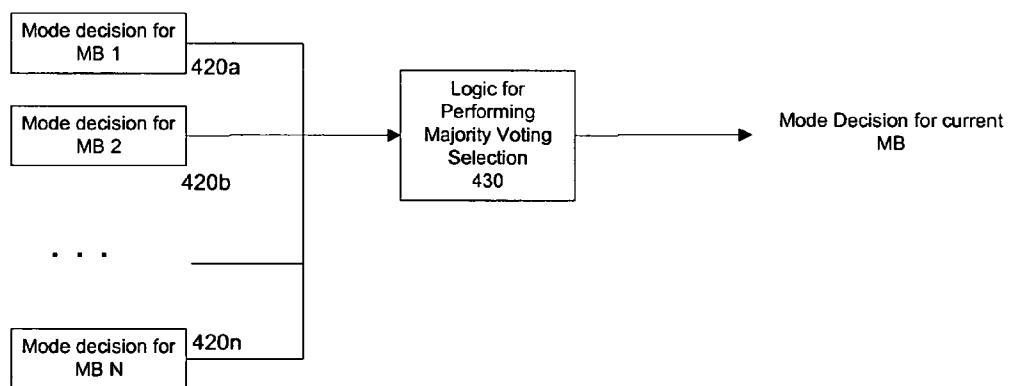 Mode decision for
MB 1
420a
Mode decision for
MB 2
420b
. . .
Mode decision for
MB N
420n
Logic for
Performing
Majority Voting
Selection
430
Mode Decision for current
MB